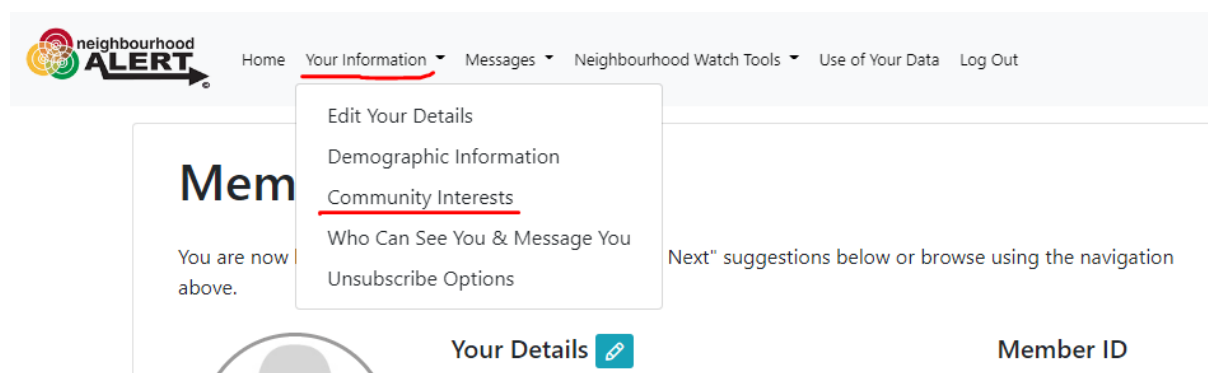 neighbourhood
ALERT
Home Your Information Messages Neighbourhood Watch Tools Use of Your Data Log Out
Edit Your Details
Demographic Information
Community Interests
Who Can See You & Message You
Unsubscribe Options
Mem
You are now Next" suggestions below or browse using the navigation
above.
Your Details Member ID